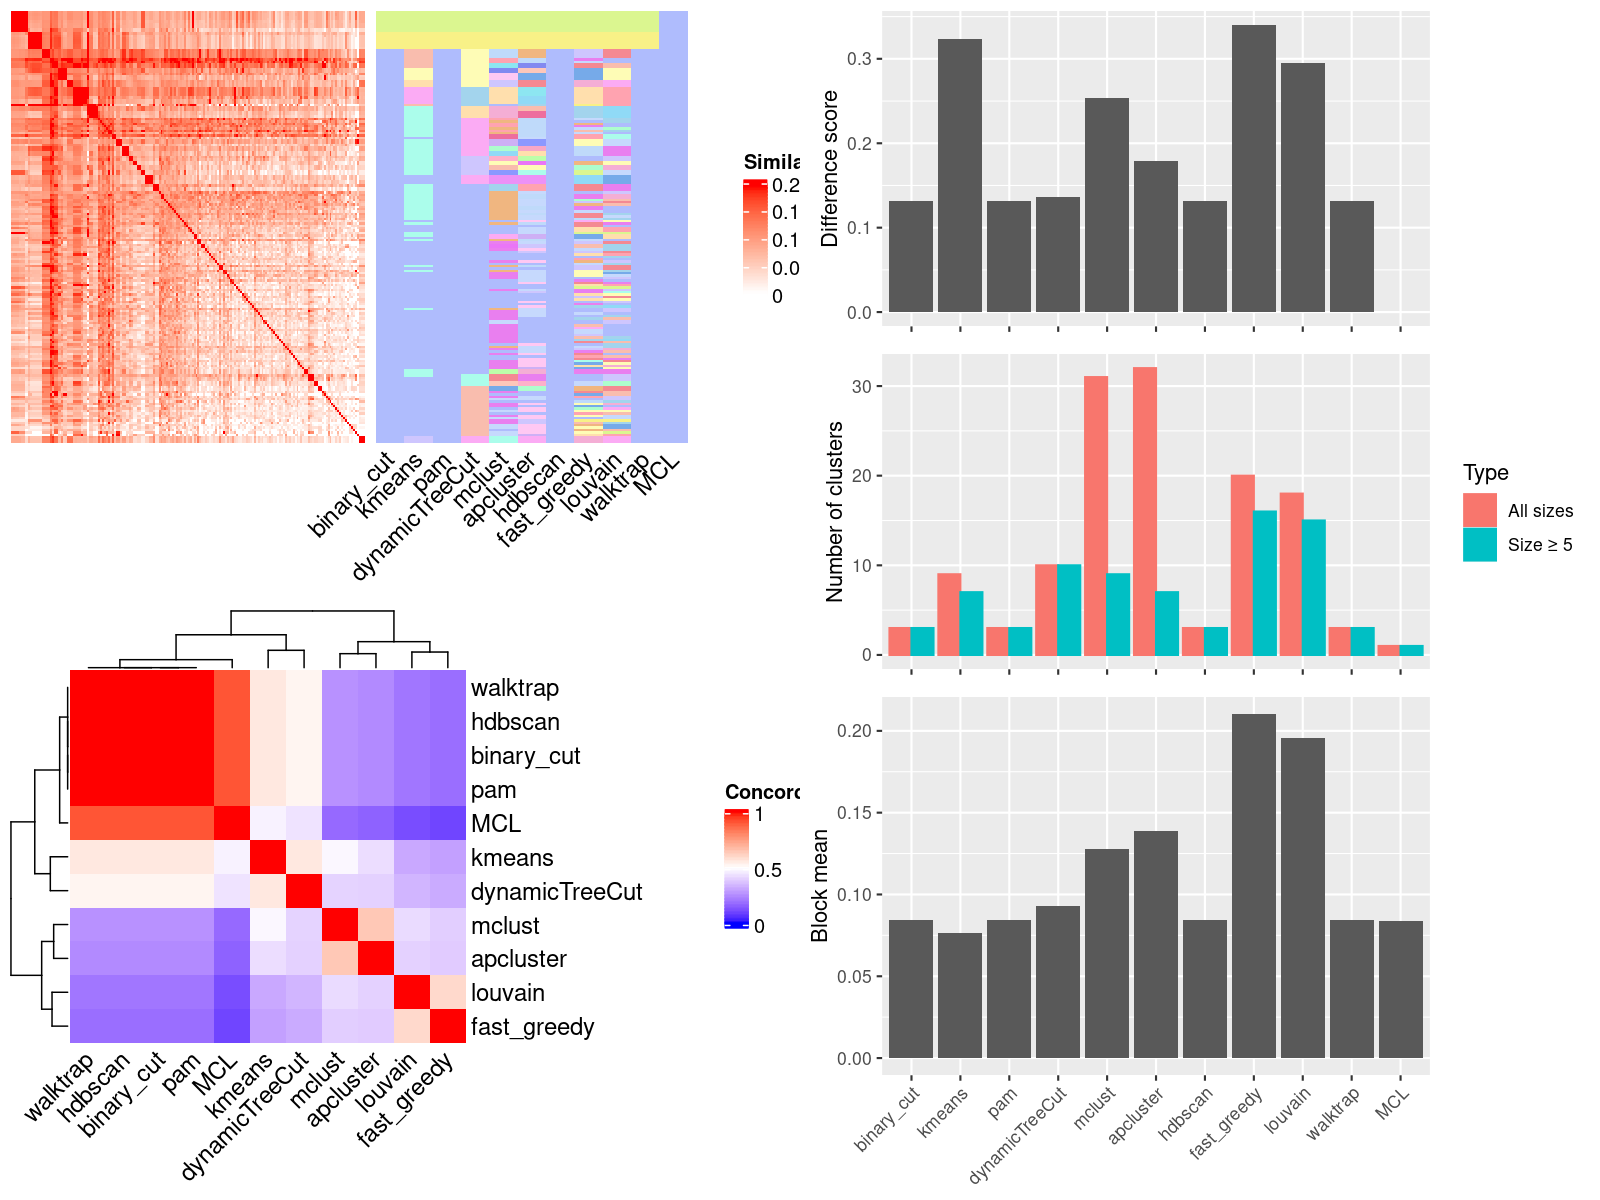 Simila
0.2
0.1
0.1
0.0
0
binary_cut
kmeans
pam
dynamicTreeCut
mclust
apcluster
hdbscan
fast_greedy
louvain
walktrap
MCL
walktrap
hdbscan
binary_cut
pam
MCL
kmeans
dynamicTreeCut
mclust
apcluster
louvain
fast_greedy
walktrap
hdbscan
binary_cut
pam
MCL
kmeans
dynamicTreeCut
mclust
apcluster
louvain
fast_greedy
Concord
1
0.5
0
Difference score
0.3
0.2
0.1
0.0
Number of clusters
30
20
10
0
Type
All sizes
Size ≥ 5
Block mean
0.20
0.15
0.10
0.05
0.00
binary_cut
kmeans
pam
dynamicTreeCut
mclust
apcluster
hdbscan
fast_greedy
louvain
walktrap
MCL